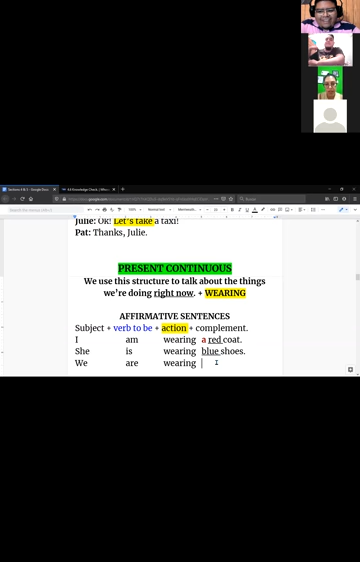 Julie: Ok! Let's take a taxi!
Pat: Thanks, Julie.
PRESENT CONTINUOUS
We use this structure to talk about the things
we're doing right now. + WEARING
AFFIRMATIVE SENTENCES
Subject + verb to be + action + complement.
I am wearing a red coat.
She is wearing blue shoes.
We are wearing